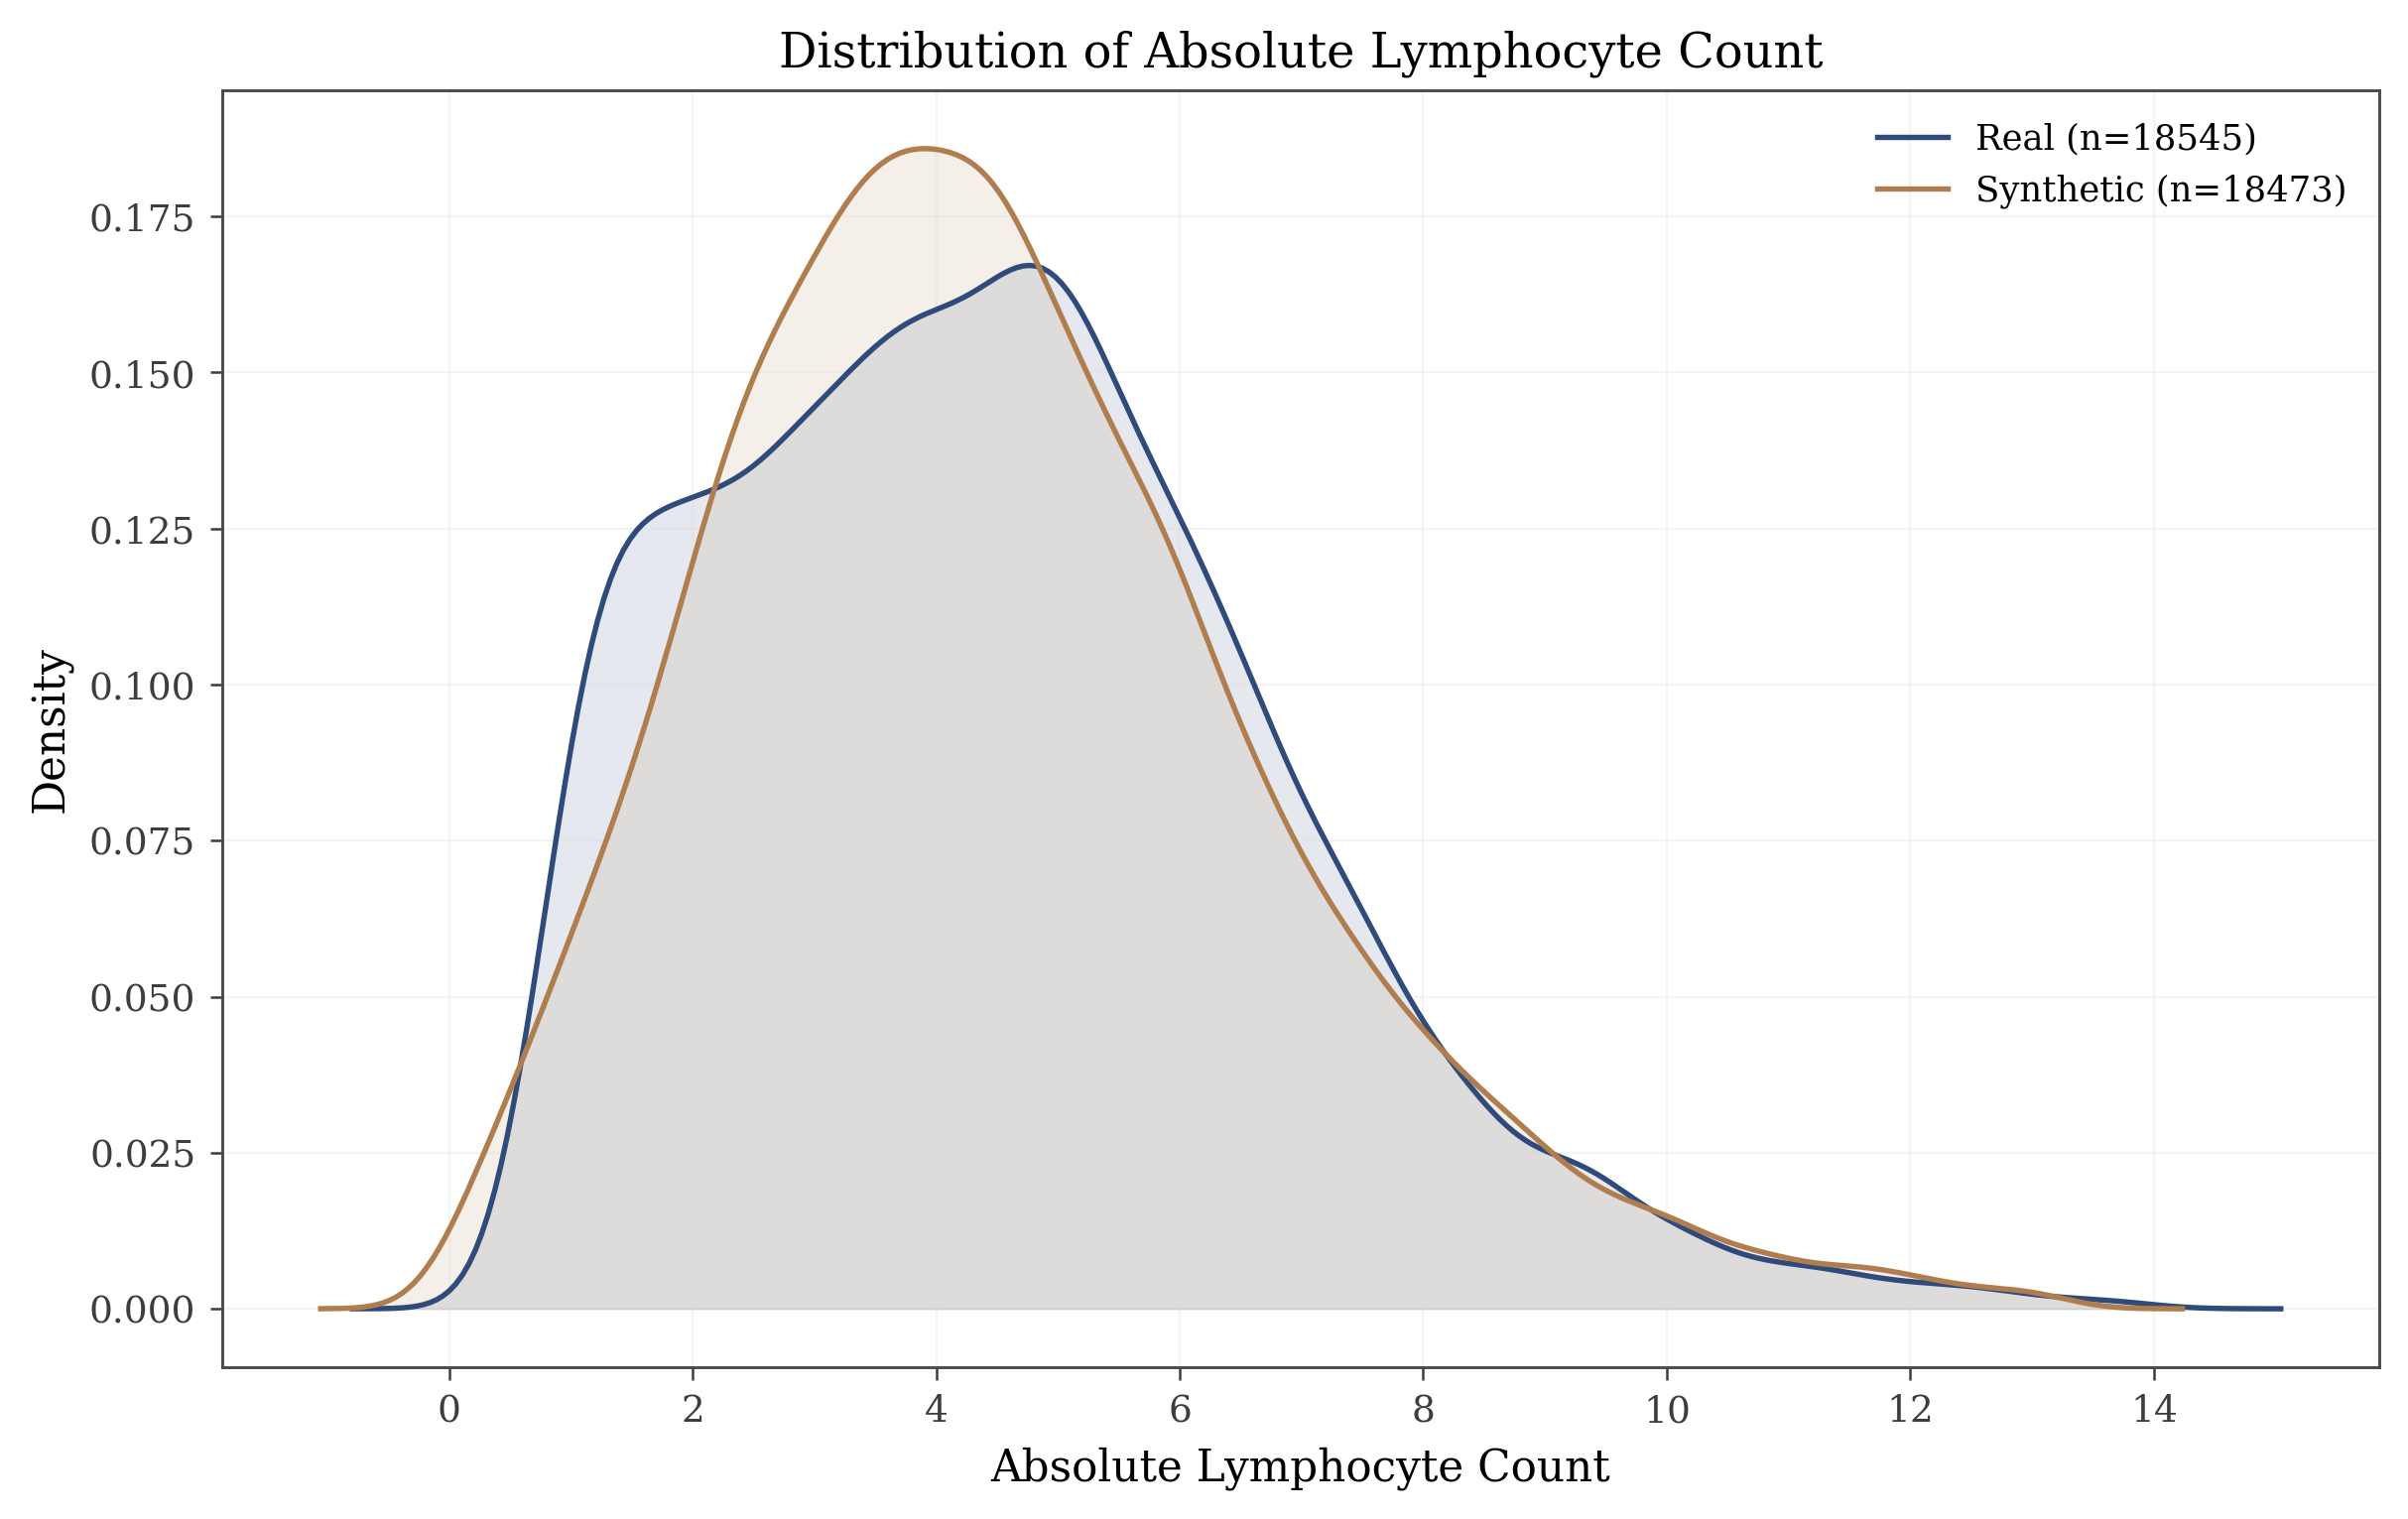 Distribution of Absolute Lymphocyte Count
Real (n=18545)
Synthetic (n=18473)
0.175
0.150
0.125
0.100
0.075
0.050
0.025
0.000
Density
0 2 4 6 8 10 12 14
Absolute Lymphocyte Count